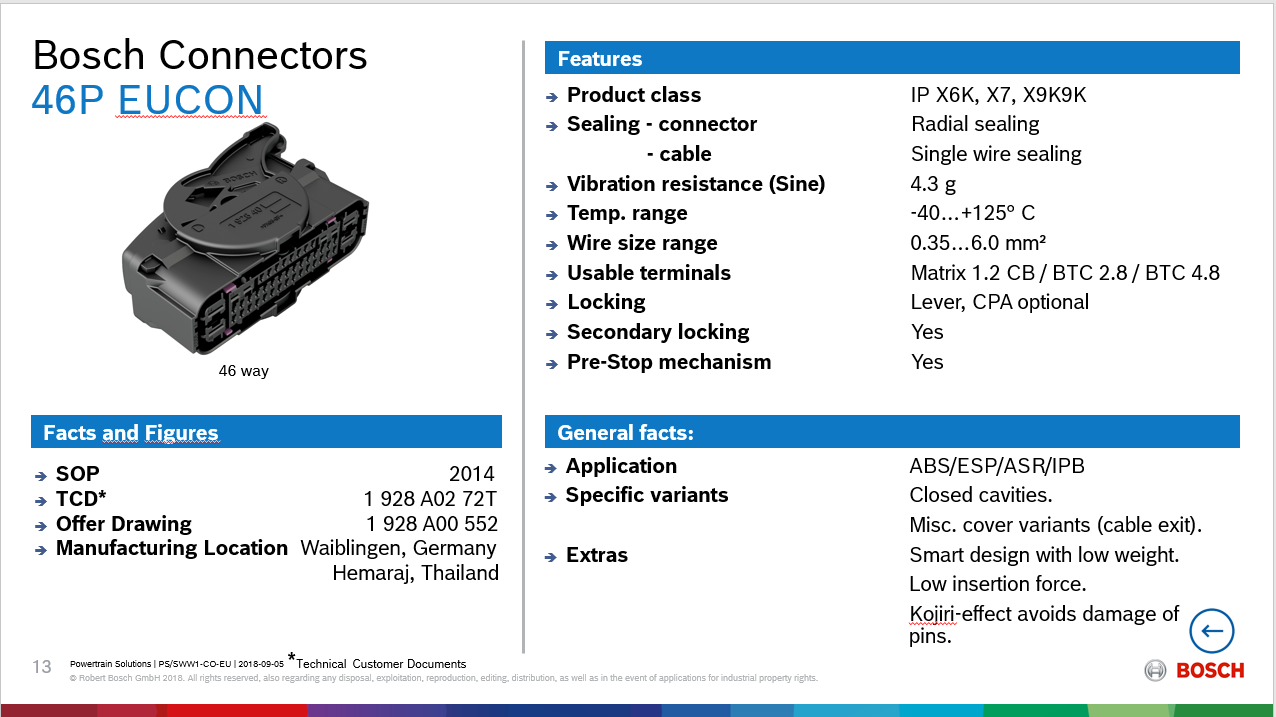 Bosch Connectors
46P EUCON
BOSCH
46 way
Features
Product class IP X6K, X7, X9K9K
Sealing - connector Radial sealing
- cable Single wire sealing
Vibration resistance (Sine) 4.3 g
Temp. range -40…+125° C
Wire size range 0.35…6.0 mm²
Usable terminals Matrix 1.2 CB / BTC 2.8 / BTC 4.8
Locking Lever, CPA optional
Secondary locking Yes
Pre-Stop mechanism Yes
Facts and Figures
SOP 2014
TCD* 1 928 A02 72T
Offer Drawing 1 928 A00 552
Manufacturing Location Waiblingen, Germany
Hemaraj, Thailand
General facts:
Application ABS/ESP/ASR/IPB
Specific variants Closed cavities.
Misc. cover variants (cable exit).
Extras Smart design with low weight.
Low insertion force.
Kojiri-effect avoids damage of
pins.
13 Powertrain Solutions | PS/SWW1-CO-EU | 2018-09-05 *Technical Customer Documents
© Robert Bosch GmbH 2018. All rights reserved, also regarding any disposal, exploitation, reproduction, editing, distribution, as well as in the event of applications for industrial property rights.
BOSCH